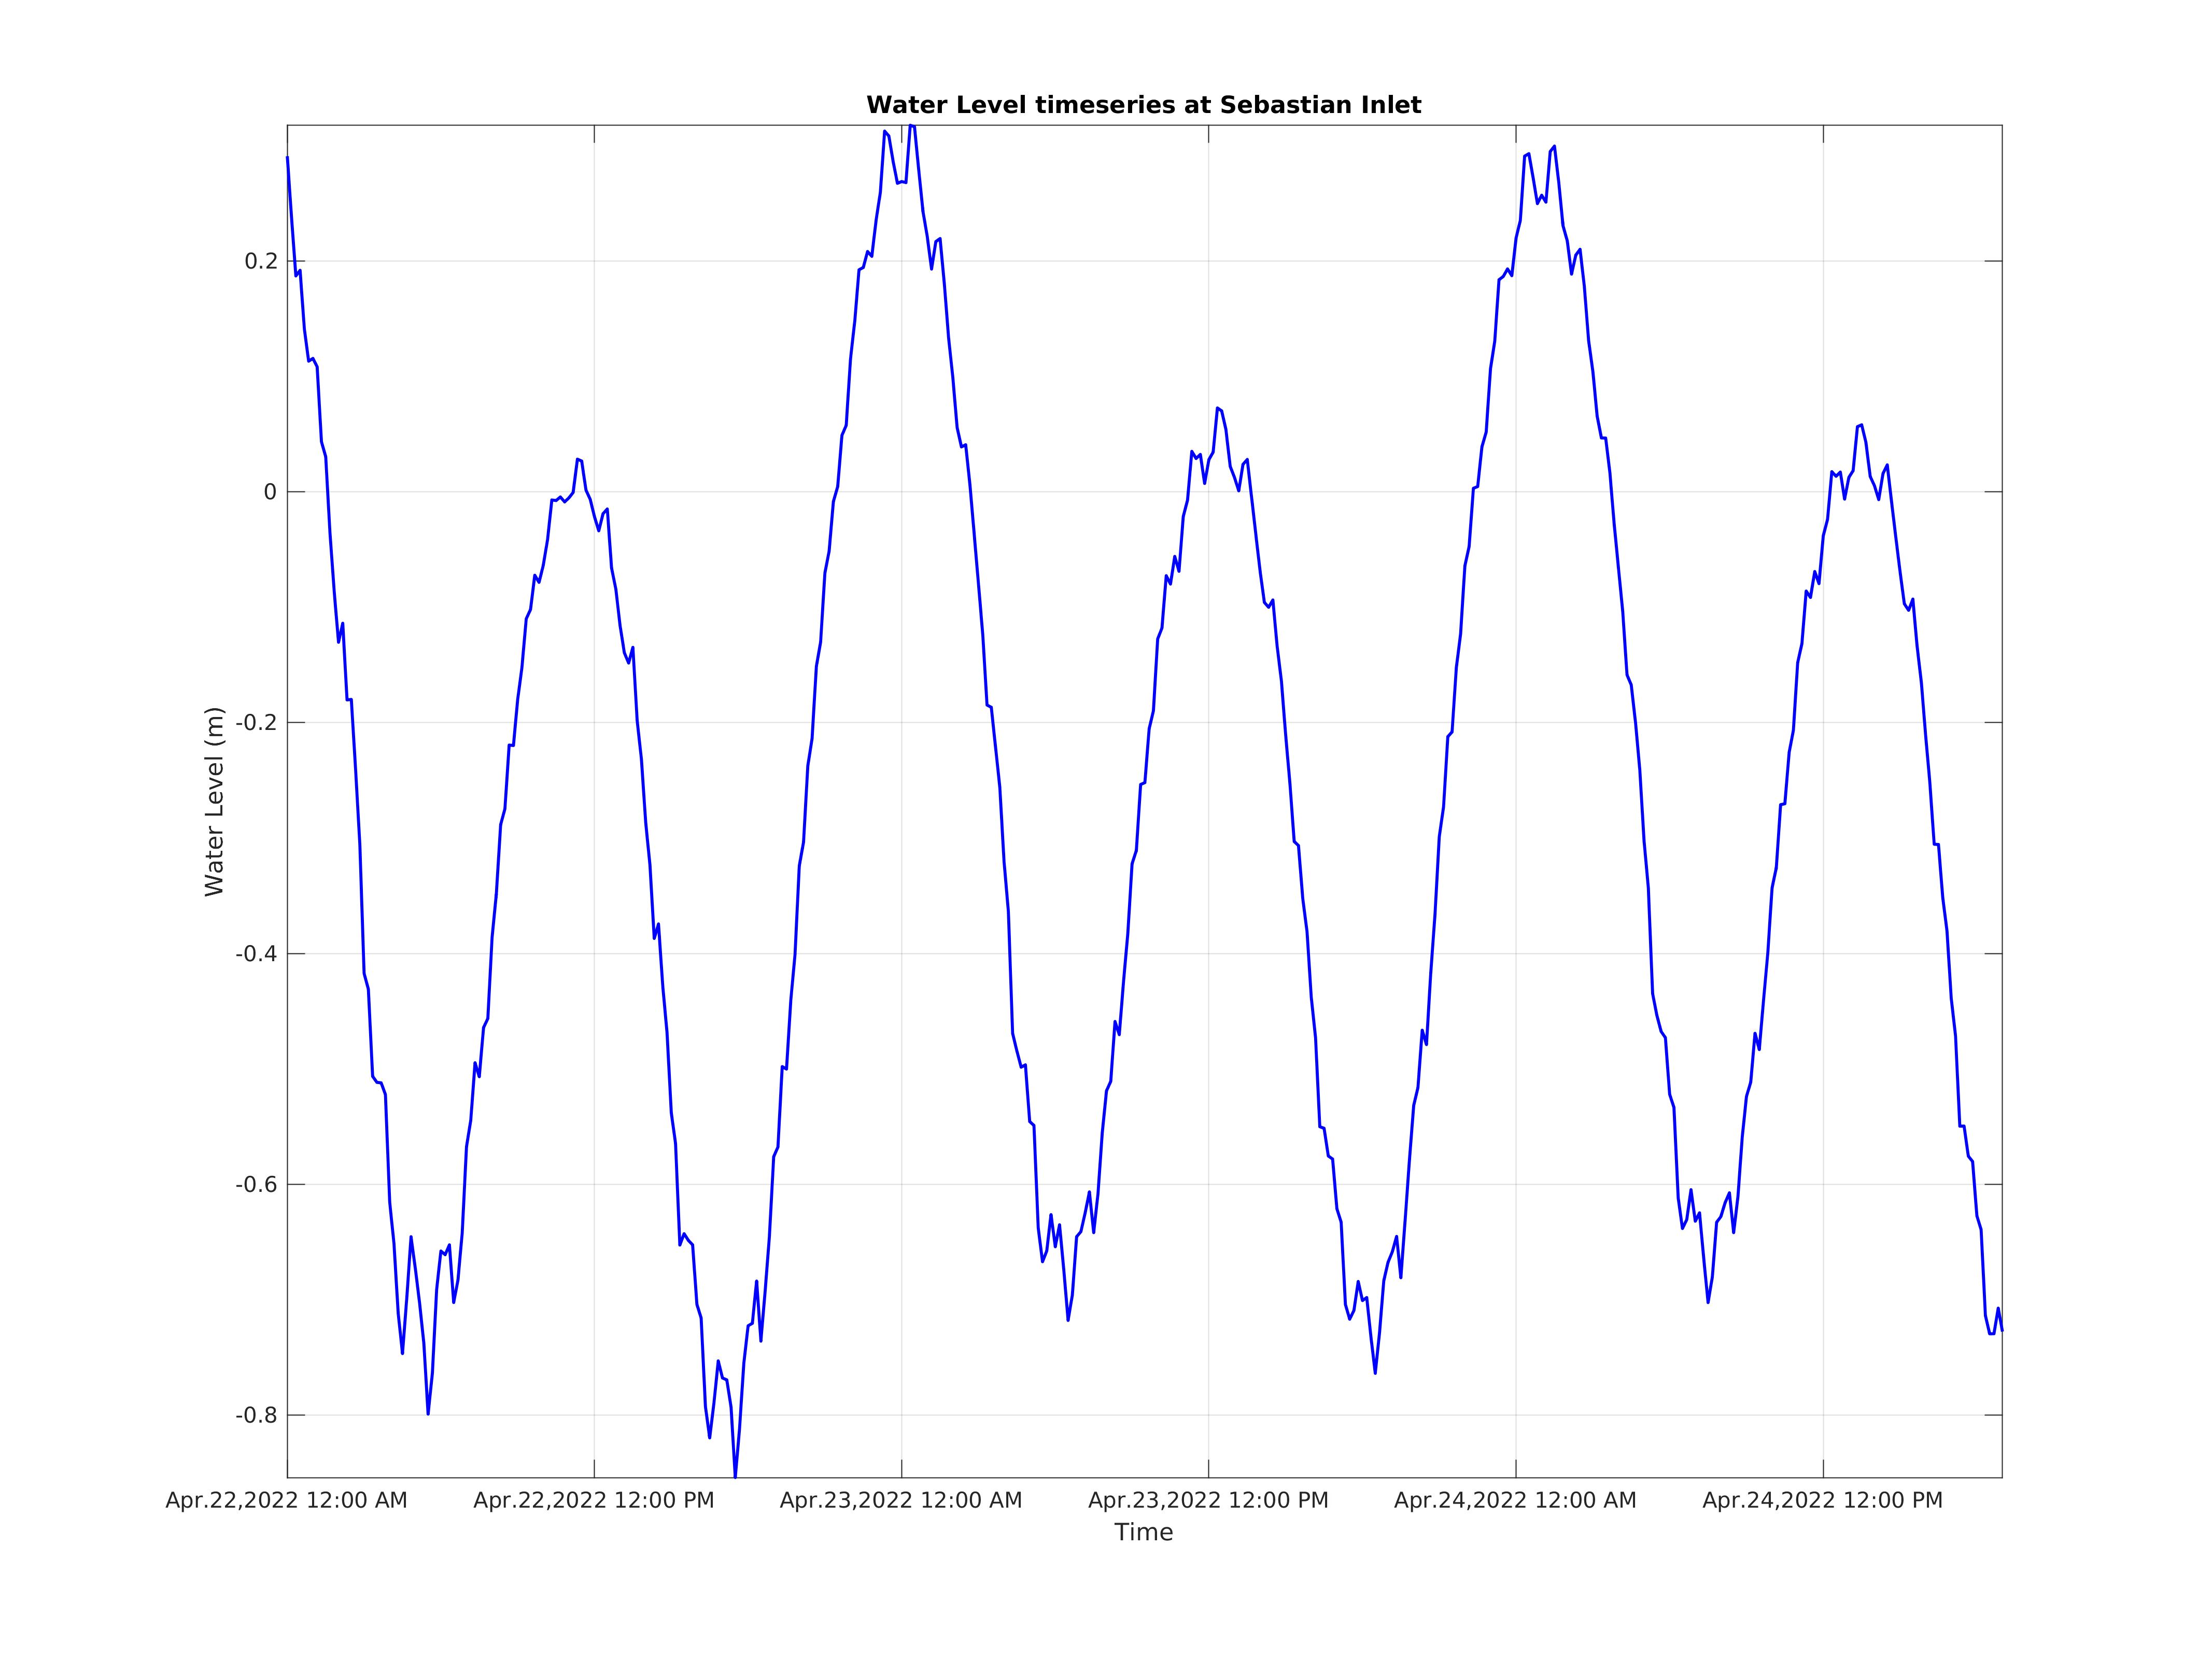 Water Level timeseries at Sebastian Inlet
0.2
0
-0.2
-0.4
-0.6
-0.8
Water Level (m)
Apr.22,2022 12:00 AM
Apr.22,2022 12:00 PM
Apr.23,2022 12:00 AM
Apr.23,2022 12:00 PM
Apr.24,2022 12:00 AM
Apr.24,2022 12:00 PM
Time